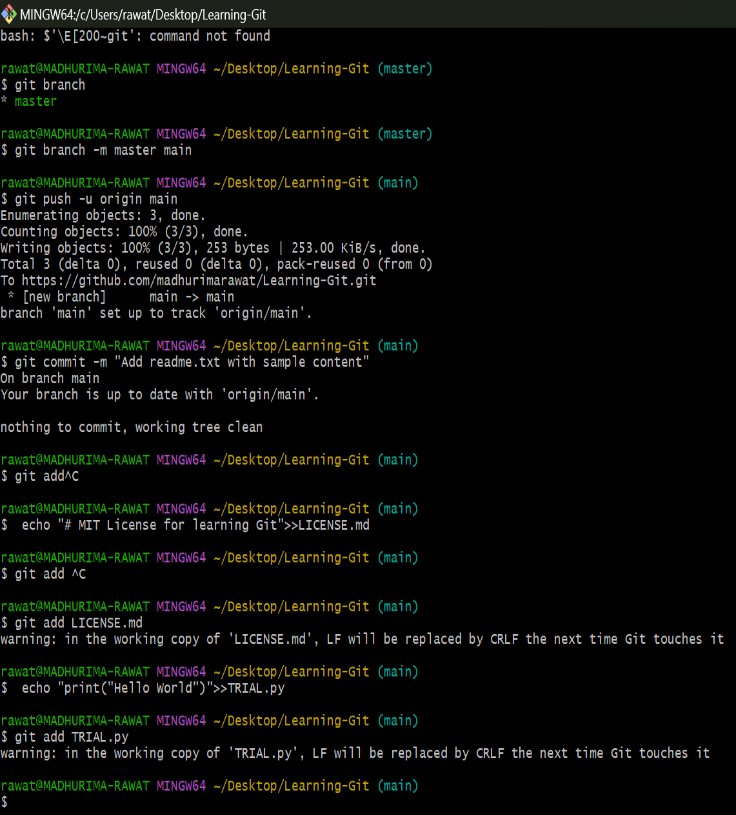 MINGW64:/c/Users/rawat/Desktop/Learning-Git
bash: $'\E[200~git': command not found
rawat@MADHURIMA-RAWAT MINGW64 ~/Desktop/Learning-Git (master)
$ git branch
* master
rawat@MADHURIMA-RAWAT MINGW64 ~/Desktop/Learning-Git (master)
$ git branch -m master main
rawat@MADHURIMA-RAWAT MINGW64 ~/Desktop/Learning-Git (main)
$ git push -u origin main
Enumerating objects: 3, done.
Counting objects: 100% (3/3), done.
Writing objects: 100% (3/3), 253 bytes | 253.00 KiB/s, done.
Total 3 (delta 0), reused 0 (delta 0), pack-reused 0 (from 0)
To https://github.com/madhurimarawat/Learning-Git.git
 * [new branch]      main -> main
branch 'main' set up to track 'origin/main'.
rawat@MADHURIMA-RAWAT MINGW64 ~/Desktop/Learning-Git (main)
$ git commit -m "Add readme.txt with sample content"
On branch main
Your branch is up to date with 'origin/main'.
nothing to commit, working tree clean
rawat@MADHURIMA-RAWAT MINGW64 ~/Desktop/Learning-Git (main)
$ git add^C
rawat@MADHURIMA-RAWAT MINGW64 ~/Desktop/Learning-Git (main)
$  echo "# MIT License for learning Git">>LICENSE.md
rawat@MADHURIMA-RAWAT MINGW64 ~/Desktop/Learning-Git (main)
$ git add ^C
rawat@MADHURIMA-RAWAT MINGW64 ~/Desktop/Learning-Git (main)
$ git add LICENSE.md
warning: in the working copy of 'LICENSE.md', LF will be replaced by CRLF the next time Git touches it
rawat@MADHURIMA-RAWAT MINGW64 ~/Desktop/Learning-Git (main)
$  echo "print("Hello World")">>TRIAL.py
rawat@MADHURIMA-RAWAT MINGW64 ~/Desktop/Learning-Git (main)
$ git add TRIAL.py
warning: in the working copy of 'TRIAL.py', LF will be replaced by CRLF the next time Git touches it
rawat@MADHURIMA-RAWAT MINGW64 ~/Desktop/Learning-Git (main)
$